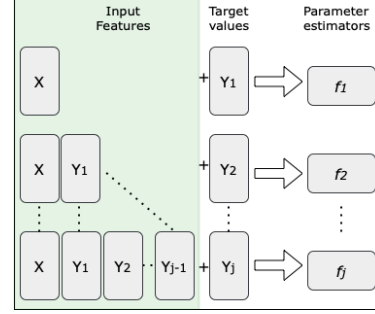 Input Features Target values Parameter estimators
X + Y1 f1
X Y1 + Y2 f2
X Y1 Y2 Yj-1 + Yj fj